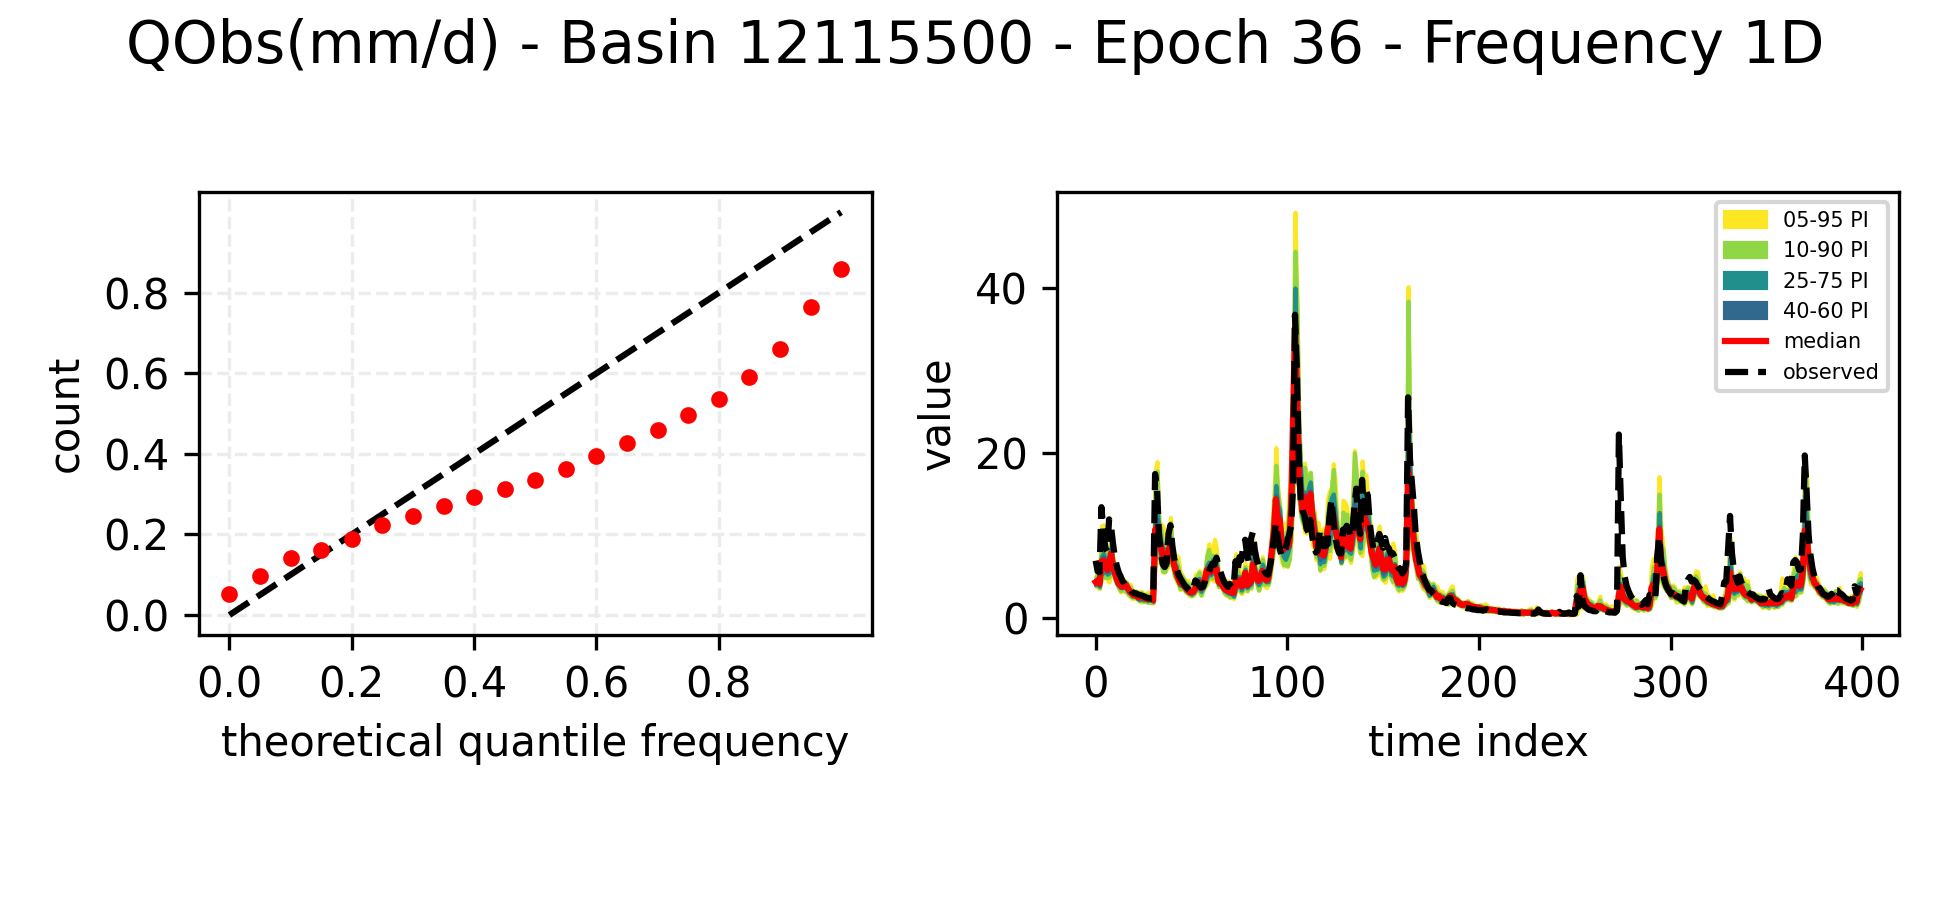 QObs(mm/d) - Basin 12115500 - Epoch 36 - Frequency 1D
count
0.8
0.6
0.4
0.2
0.0
0.0 0.2 0.4 0.6 0.8
theoretical quantile frequency
value
40
20
0
0 100 200 300 400
time index
05-95 PI
10-90 PI
25-75 PI
40-60 PI
median
observed